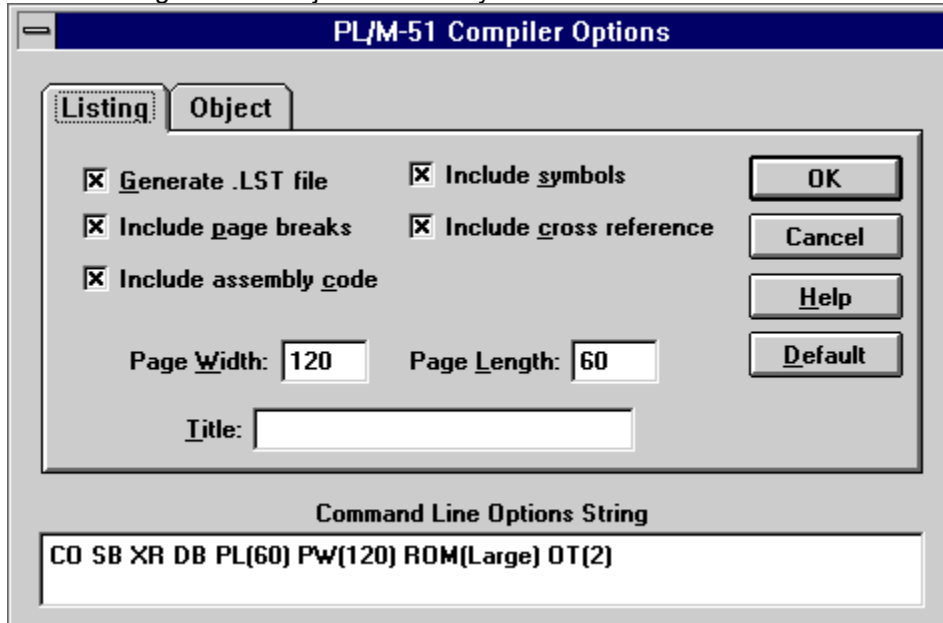 PL/M-51 Compiler Options
Listing Object
Generate .LST file Include symbols OK
Include page breaks Include cross reference Cancel
Include assembly code Help
Page Width: 120 Page Length: 60 Default
Title:
Command Line Options String
CO SB XR DB PL(60) PW(120) ROM(Large) OT(2)